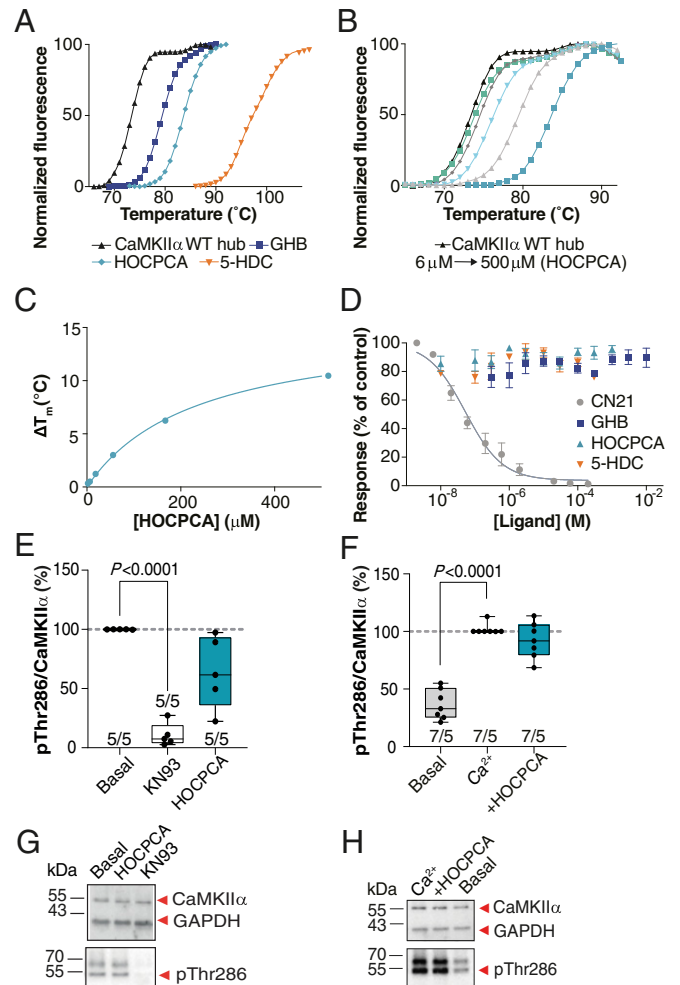 A
Normalized fluorescence
100
50
0
70
80
90
100
Temperature (°C)
CaMKIIα WT hub
GHB
HOCPCA
5-HDC
B
Normalized fluorescence
100
50
0
70
80
90
Temperature (°C)
CaMKIIα WT hub
6 μM
500 μM (HOCPCA)
C
ΔTm(°C)
15
10
5
0
0
200
400
[HOCPCA] (μM)
D
Response (% of control)
100
80
60
40
20
0
10-8
10-6
10-4
10-2
[Ligand] (M)
CN21
GHB
HOCPCA
5-HDC
E
pThr286/CaMKIIα (%)
150
100
50
0
P<0.0001
5/5
5/5
5/5
Basal
KN93
HOCPCA
F
pThr286/CaMKIIα (%)
150
100
50
0
P<0.0001
7/5
7/5
7/5
Basal
Ca2+
+HOCPCA
G
kDa
Basal
HOCPCA
KN93
55
43
CaMKIIα
GAPDH
70
55
pThr286
H
kDa
Ca2+
+HOCPCA
Basal
55
43
CaMKIIα
GAPDH
70
55
pThr286